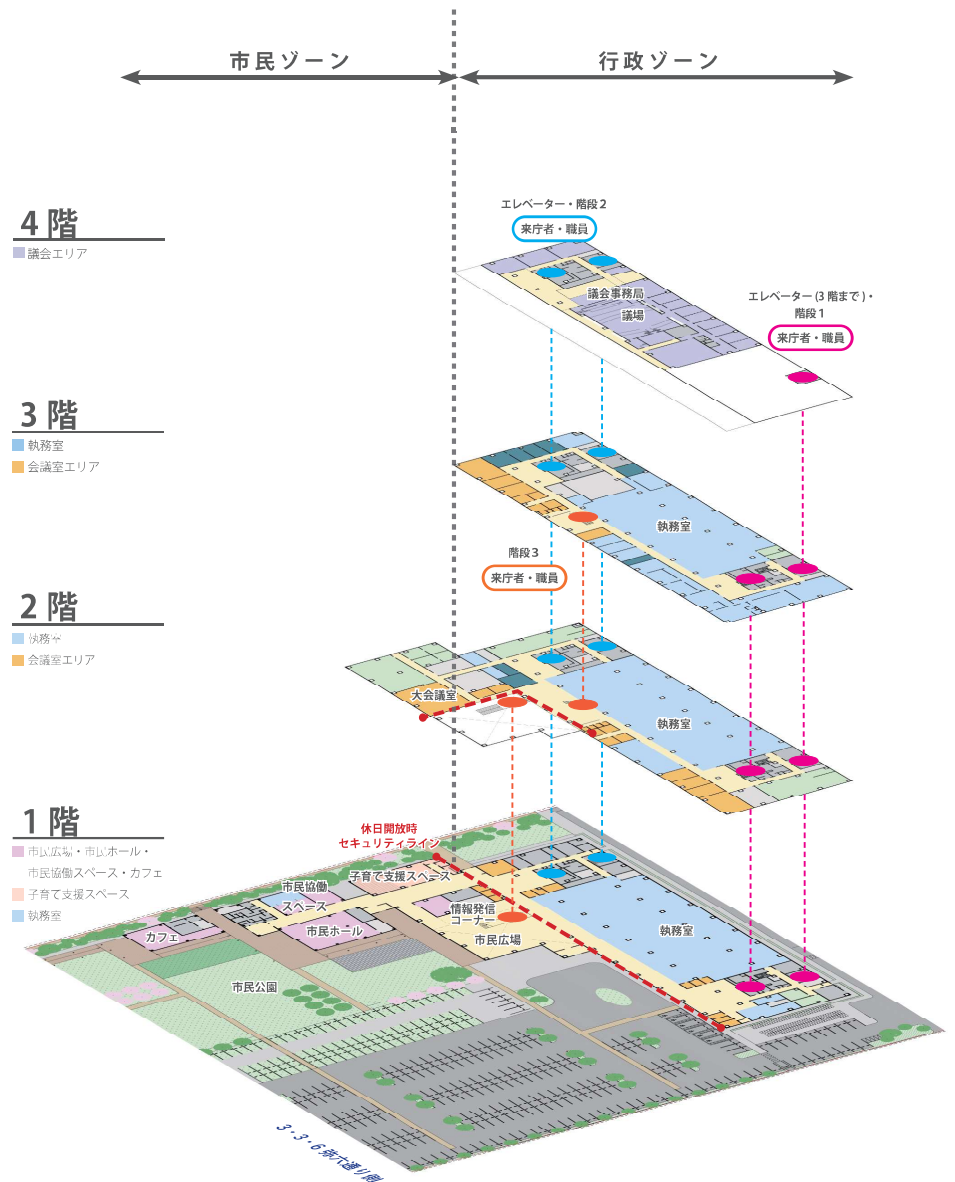 市民ゾーン
行政ゾーン
4 階
議会エリア
エレベーター・階段2
来庁者・職員
議会事務局
議場
エレベーター (3 階まで )・
階段1
来庁者・職員
3 階
執務室
会議室エリア
執務室
階段3
来庁者・職員
2 階
執務室
会議室エリア
大会議室
執務室
1 階
市民広場・市民ホール・
市民協働スペース・カフェ
子育て支援スペース
執務室
休日開放時
セキュリティライン
子育て支援スペース
市民協働
スペース
情報発信
コーナー
市民ホール
カフェ
市民広場
執務室
市民公園
3・3・6 弥六通り側